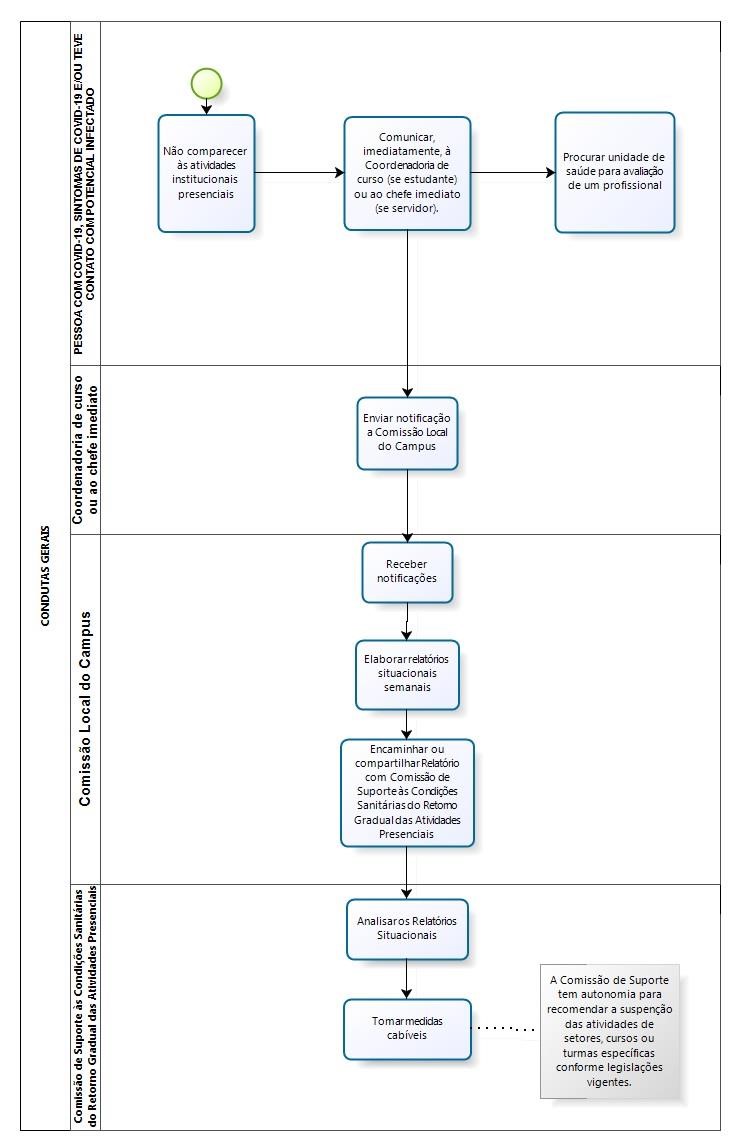 CONDUTAS GERAIS
PESSOA COM COVID-19, SINTOMAS DE COVID-19 E/OU TEVE
CONTATO COM POTENCIAL INFECTADO
Não comparecer
às atividades
institucionais
presenciais
Comunicar,
imediatamente, à
Coordenadoria de
curso (se estudante)
ou ao chefe imediato
(se servidor).
Procurar unidade de
saúde para avaliação
de um profissional
Coordenadoria de curso
ou ao chefe imediato
Enviar notificação
a Comissão Local
do Campus
Comissão Local do Campus
Receber
notificações
Elaborar relatórios
situacionais
semanais
Encaminhar ou
compartilhar Relatório
com Comissão de
Suporte às Condições
Sanitárias do Retorno
Gradual das Atividades
Presenciais
Comissão de Suporte às Condições Sanitárias
do Retorno Gradual das Atividades Presenciais
Analisar os Relatórios
Situacionais
Tomar medidas
cabíveis
A Comissão de Suporte
tem autonomia para
recomendar a suspenção
das atividades de
setores, cursos ou
turmas específicas
conforme legislações
vigentes.